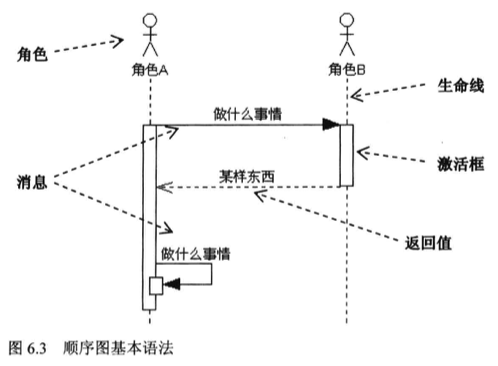 角色
角色A
角色B
生命线
做什么事情
激活框
消息
某样东西
返回值
做什么事情
图 6.3 顺序图基本语法